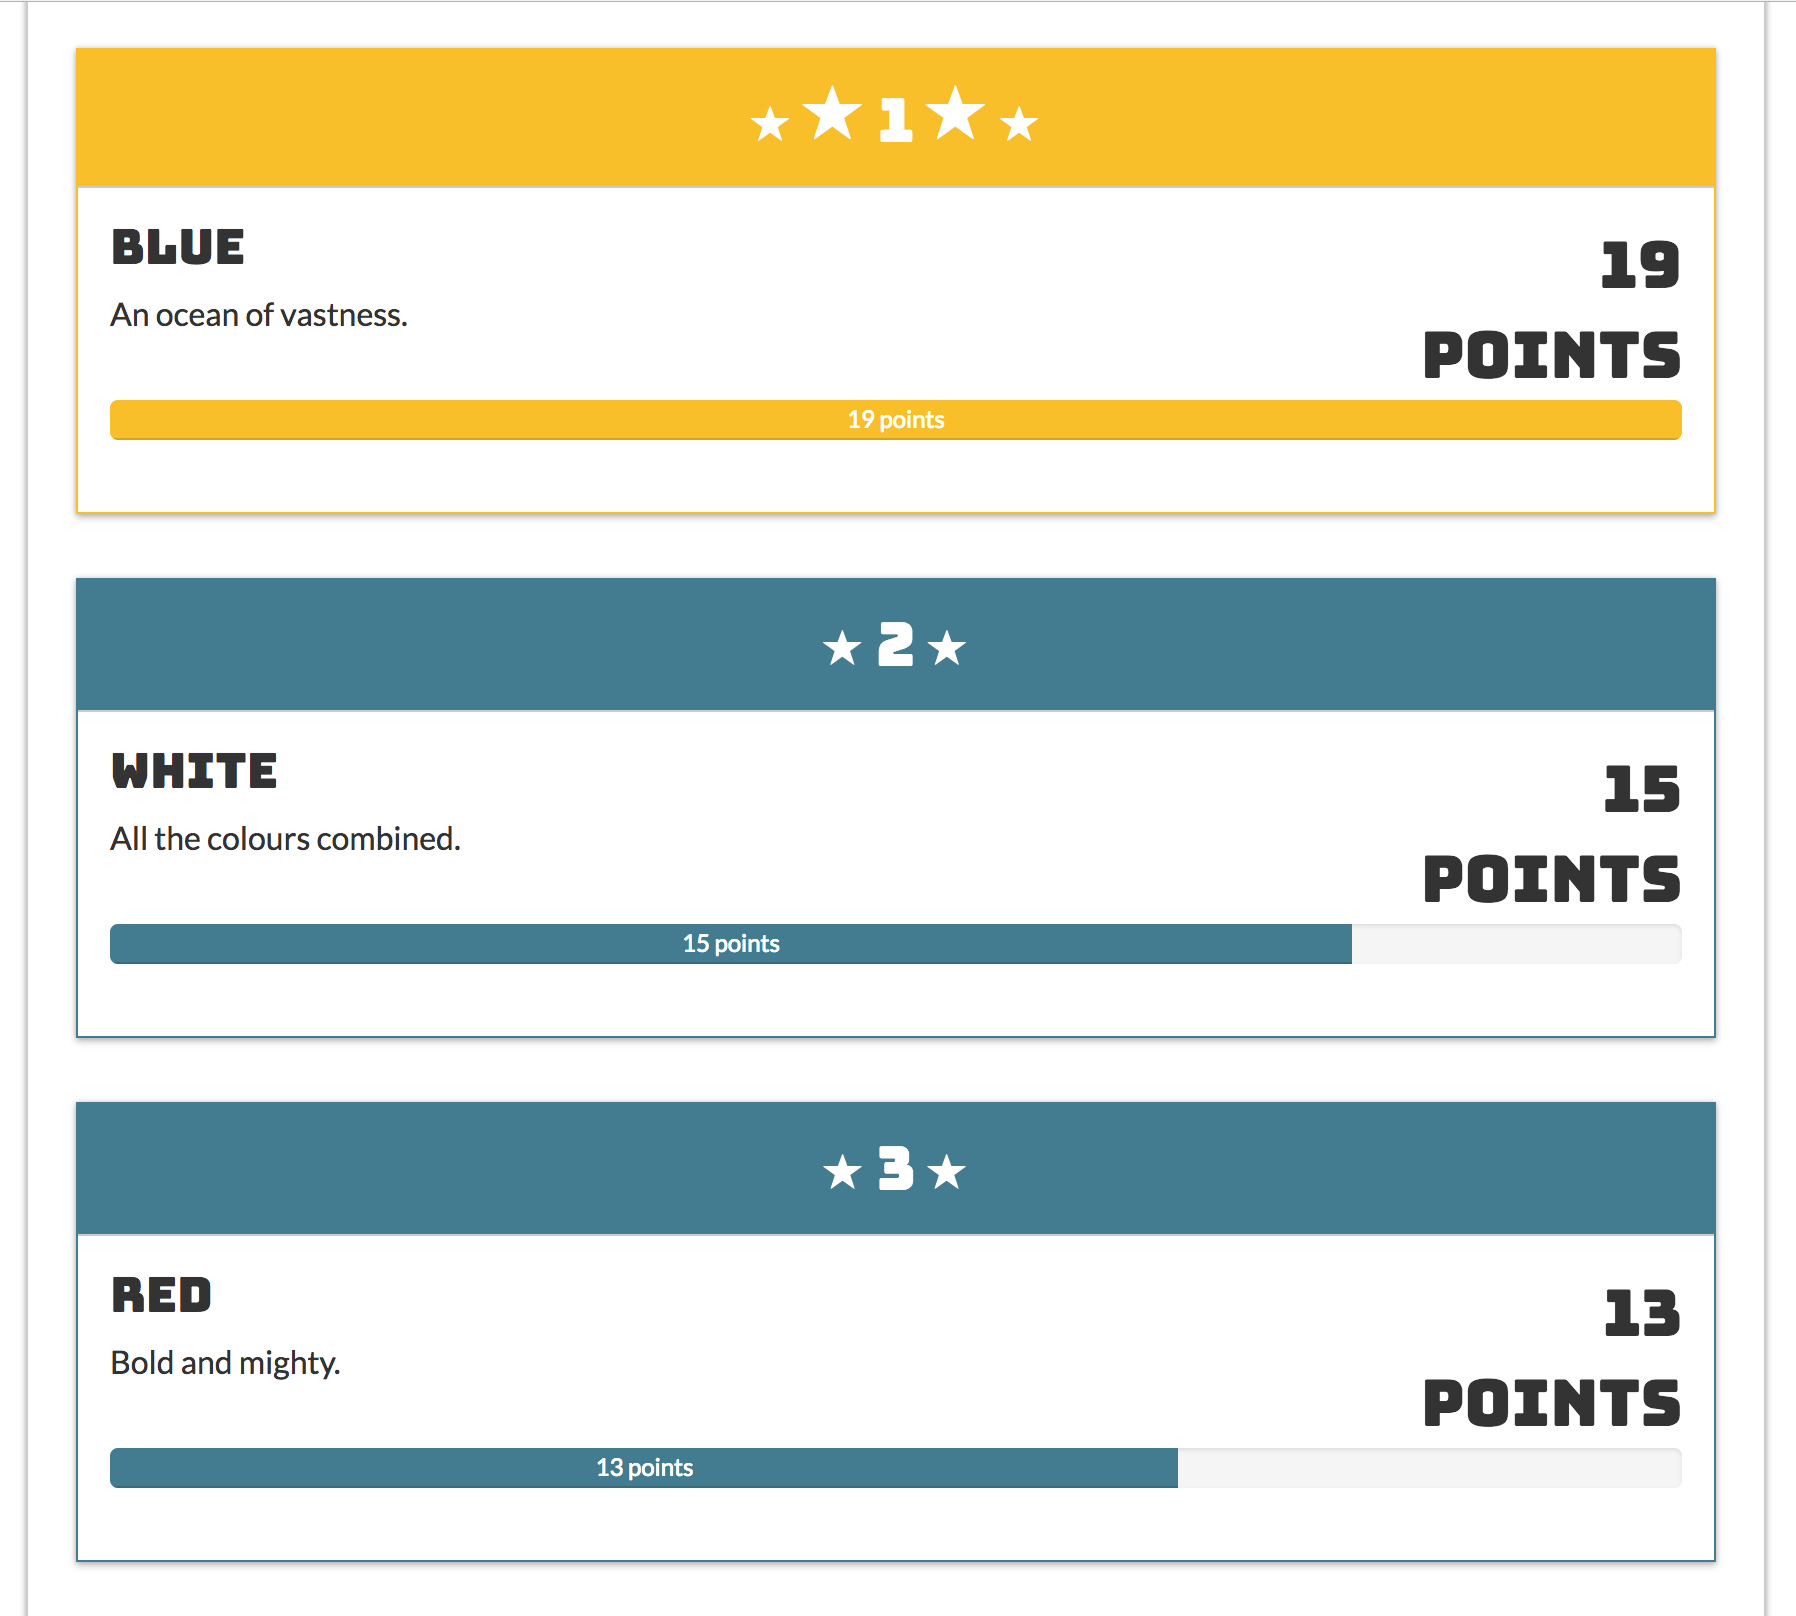 ★ ★ 1 ★ ★
BLUE
An ocean of vastness.
19
POINTS
19 points
★ 2 ★
WHITE
All the colours combined.
15
POINTS
15 points
★ 3 ★
RED
Bold and mighty.
13
POINTS
13 points